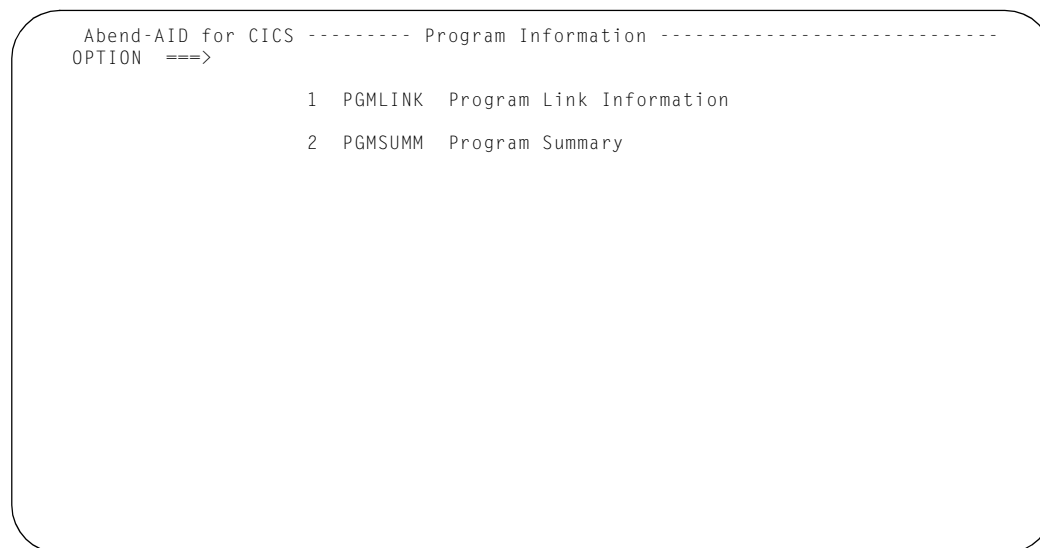 Abend-AID for CICS --------- Program Information -----------------------------
OPTION ===>
1 PGMLINK Program Link Information
2 PGMSUMM Program Summary